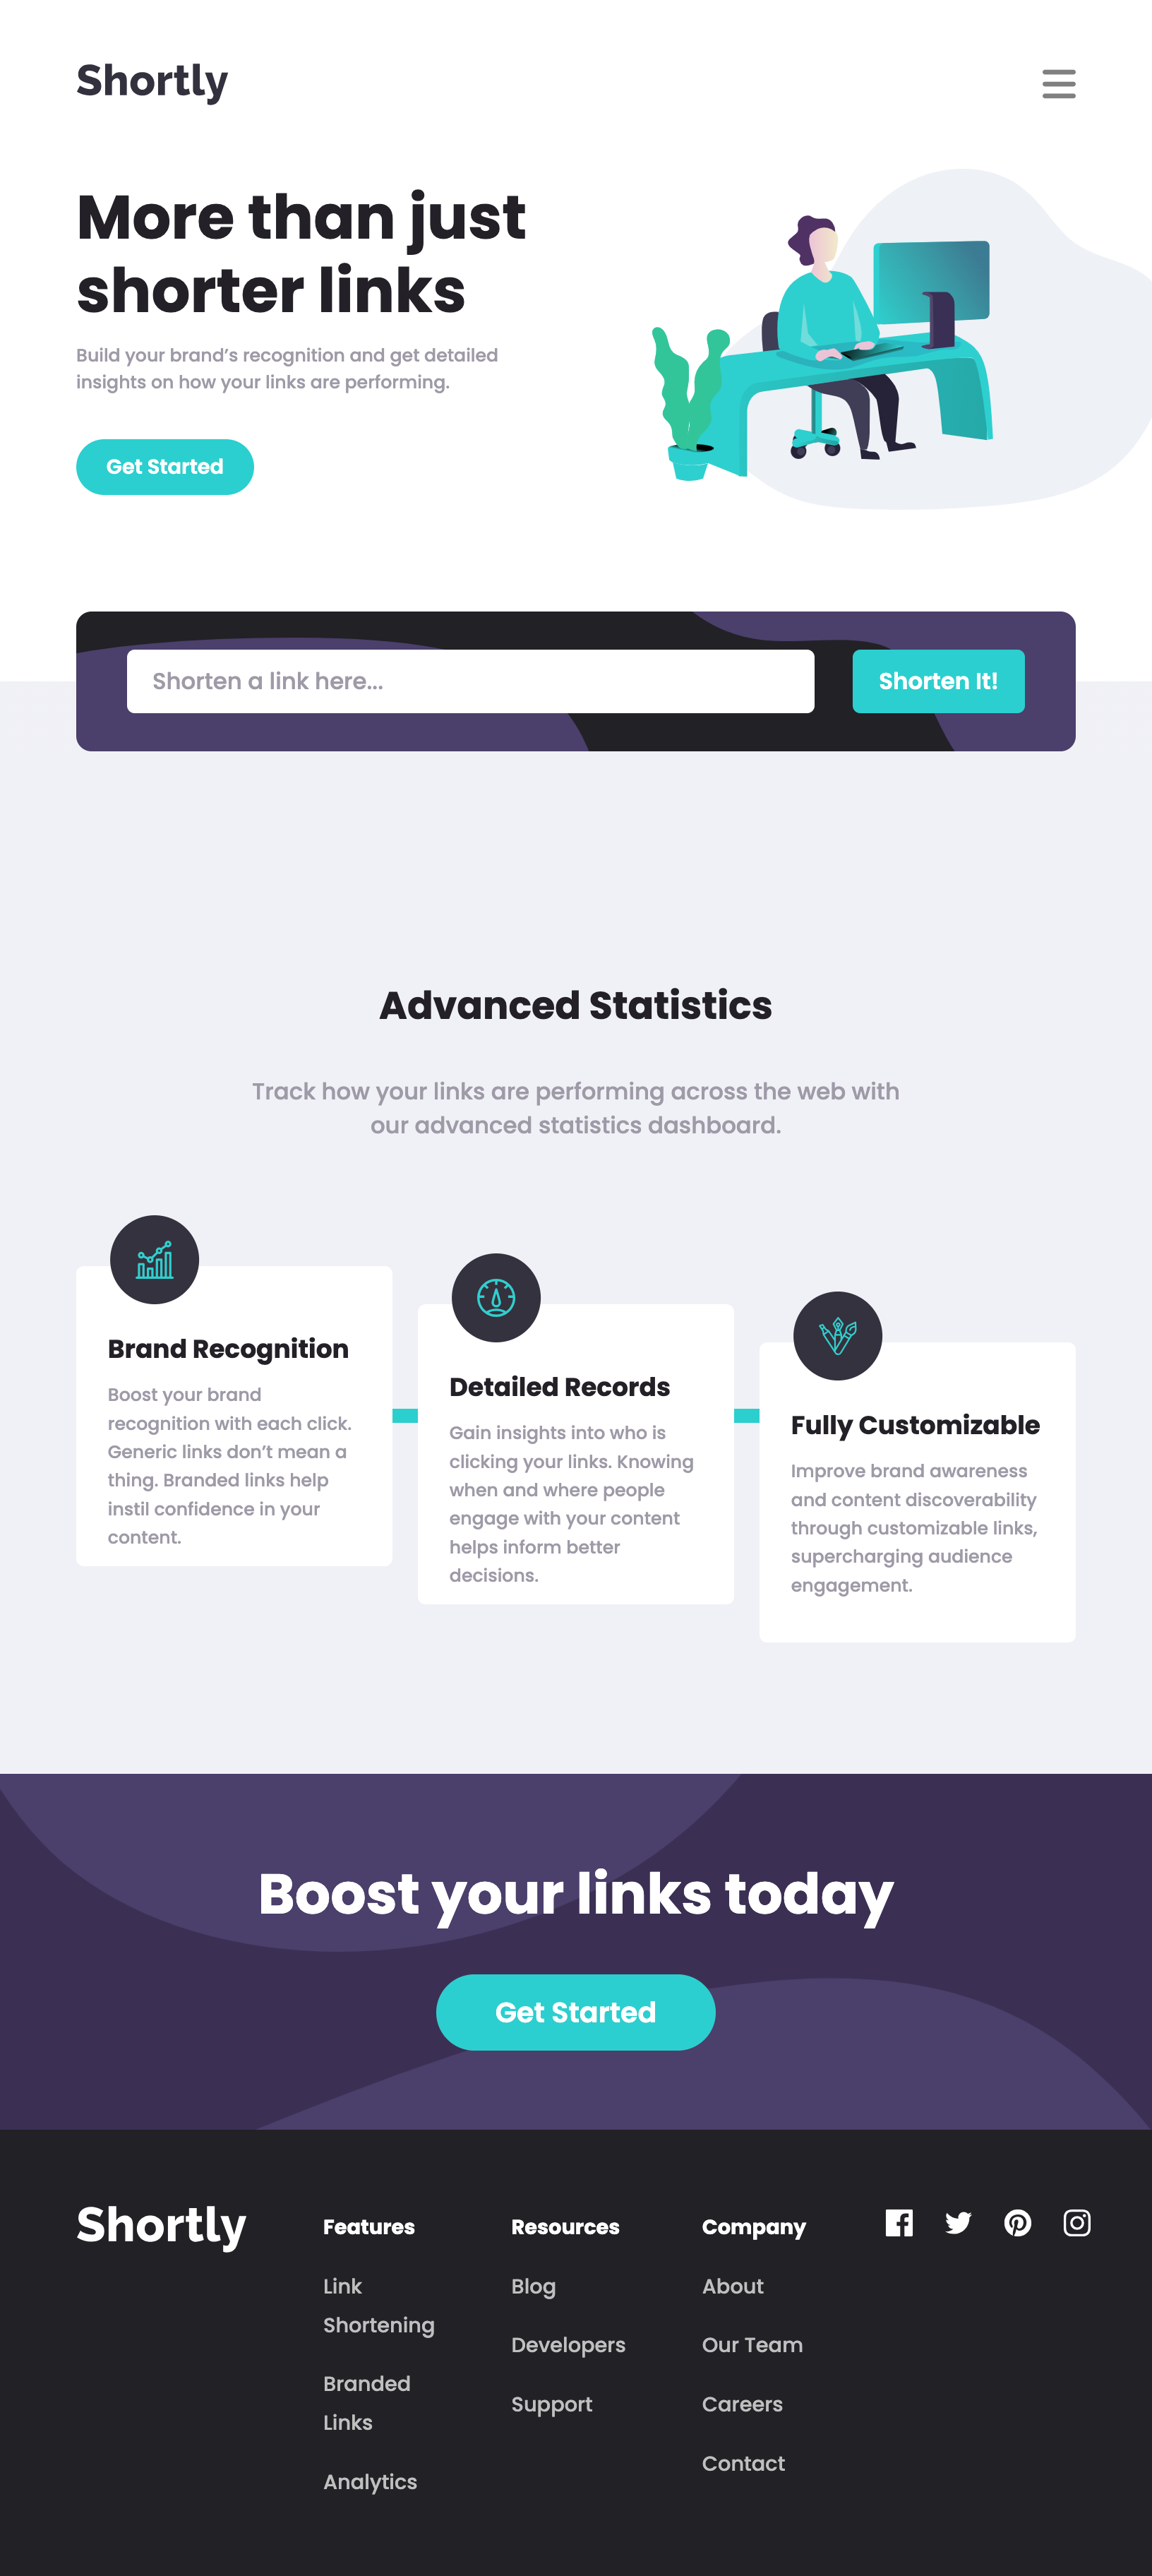 Shortly
More than just
shorter links
Build your brand’s recognition and get detailed
insights on how your links are performing.
Get Started
Shorten a link here...
Shorten It!
Advanced Statistics
Track how your links are performing across the web with
our advanced statistics dashboard.
Brand Recognition
Boost your brand
recognition with each click.
Generic links don’t mean a
thing. Branded links help
instil confidence in your
content.
Detailed Records
Gain insights into who is
clicking your links. Knowing
when and where people
engage with your content
helps inform better
decisions.
Fully Customizable
Improve brand awareness
and content discoverability
through customizable links,
supercharging audience
engagement.
Boost your links today
Get Started
Shortly
Features
Link
Shortening
Branded
Links
Analytics
Resources
Blog
Developers
Support
Company
About
Our Team
Careers
Contact